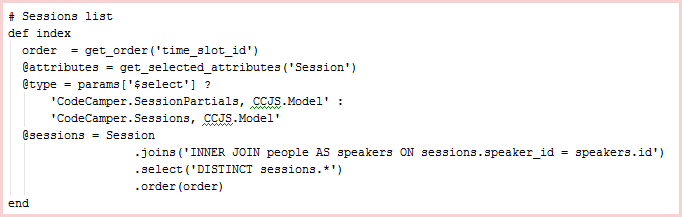 # Sessions list
def index
  order  = get_order('time_slot_id')
  @attributes = get_selected_attributes('Session')
  @type = params['$select'] ?
      'CodeCamper.SessionPartials, CCJS.Model' :
      'CodeCamper.Sessions, CCJS.Model'
  @sessions = Session
                  .joins('INNER JOIN people AS speakers ON sessions.speaker_id = speakers.id')
                  .select('DISTINCT sessions.*')
                  .order(order)
end